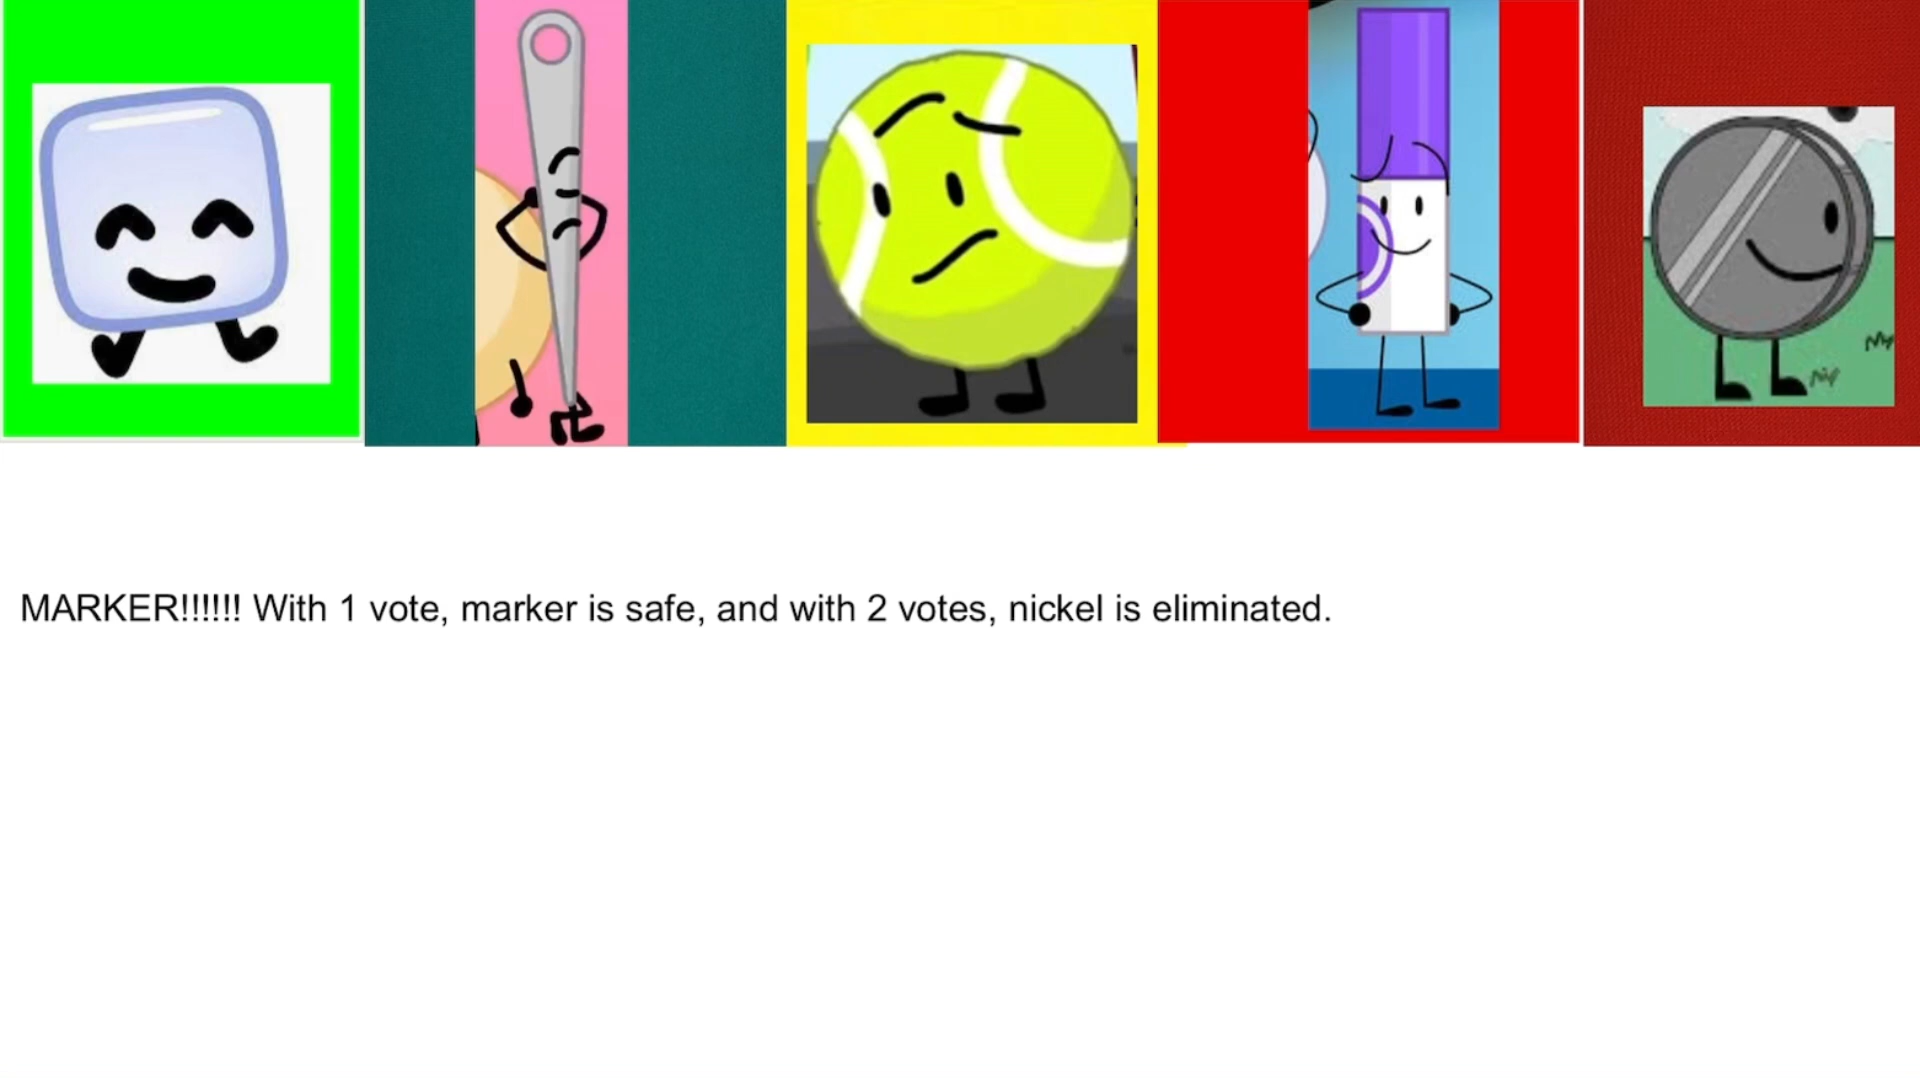 MARKER!!!!!! With 1 vote, marker is safe, and with 2 votes, nickel is eliminated.